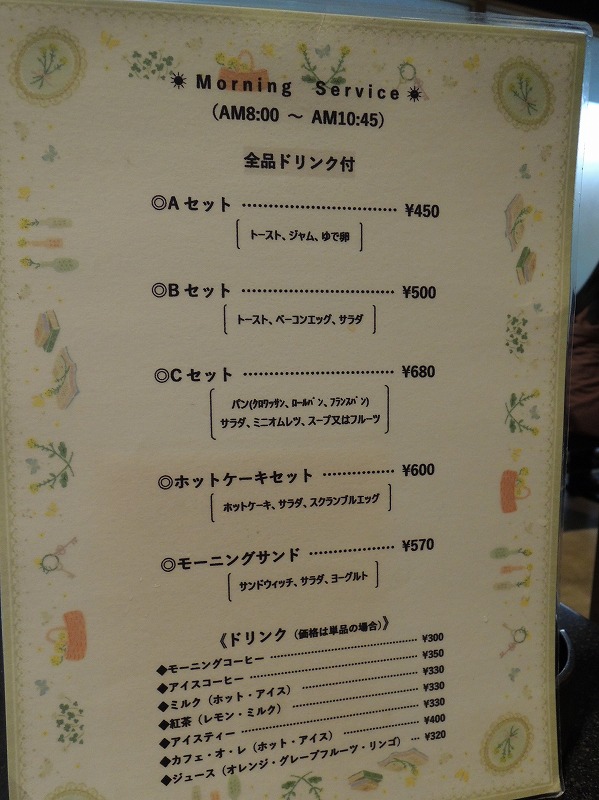 ☀ Morning Service ☀
（AM8:00 ～ AM10:45）
全品ドリンク付
◎Aセット ………………………… ¥450
トースト、ジャム、ゆで卵
◎Bセット ………………………… ¥500
トースト、ベーコンエッグ、サラダ
◎Cセット ………………………… ¥680
パン(ｸﾛﾜｯｻﾝ、ﾛｰﾙﾊﾟﾝ、ﾌﾗﾝｽﾊﾟﾝ)
サラダ、ミニオムレツ、スープ又はフルーツ
◎ホットケーキセット ………… ¥600
ホットケーキ、サラダ、スクランブルエッグ
◎モーニングサンド …………… ¥570
サンドウィッチ、サラダ、ヨーグルト
《ドリンク（価格は単品の場合）》
◆モーニングコーヒー ………………………… ¥300
◆アイスコーヒー ……………………………… ¥350
◆ミルク（ホット・アイス） ………………… ¥330
◆紅茶（レモン・ミルク） …………………… ¥330
◆アイスティー ………………………………… ¥330
◆カフェ・オ・レ（ホット・アイス） ……… ¥400
◆ジュース（オレンジ・グレープフルーツ・リンゴ） … ¥320